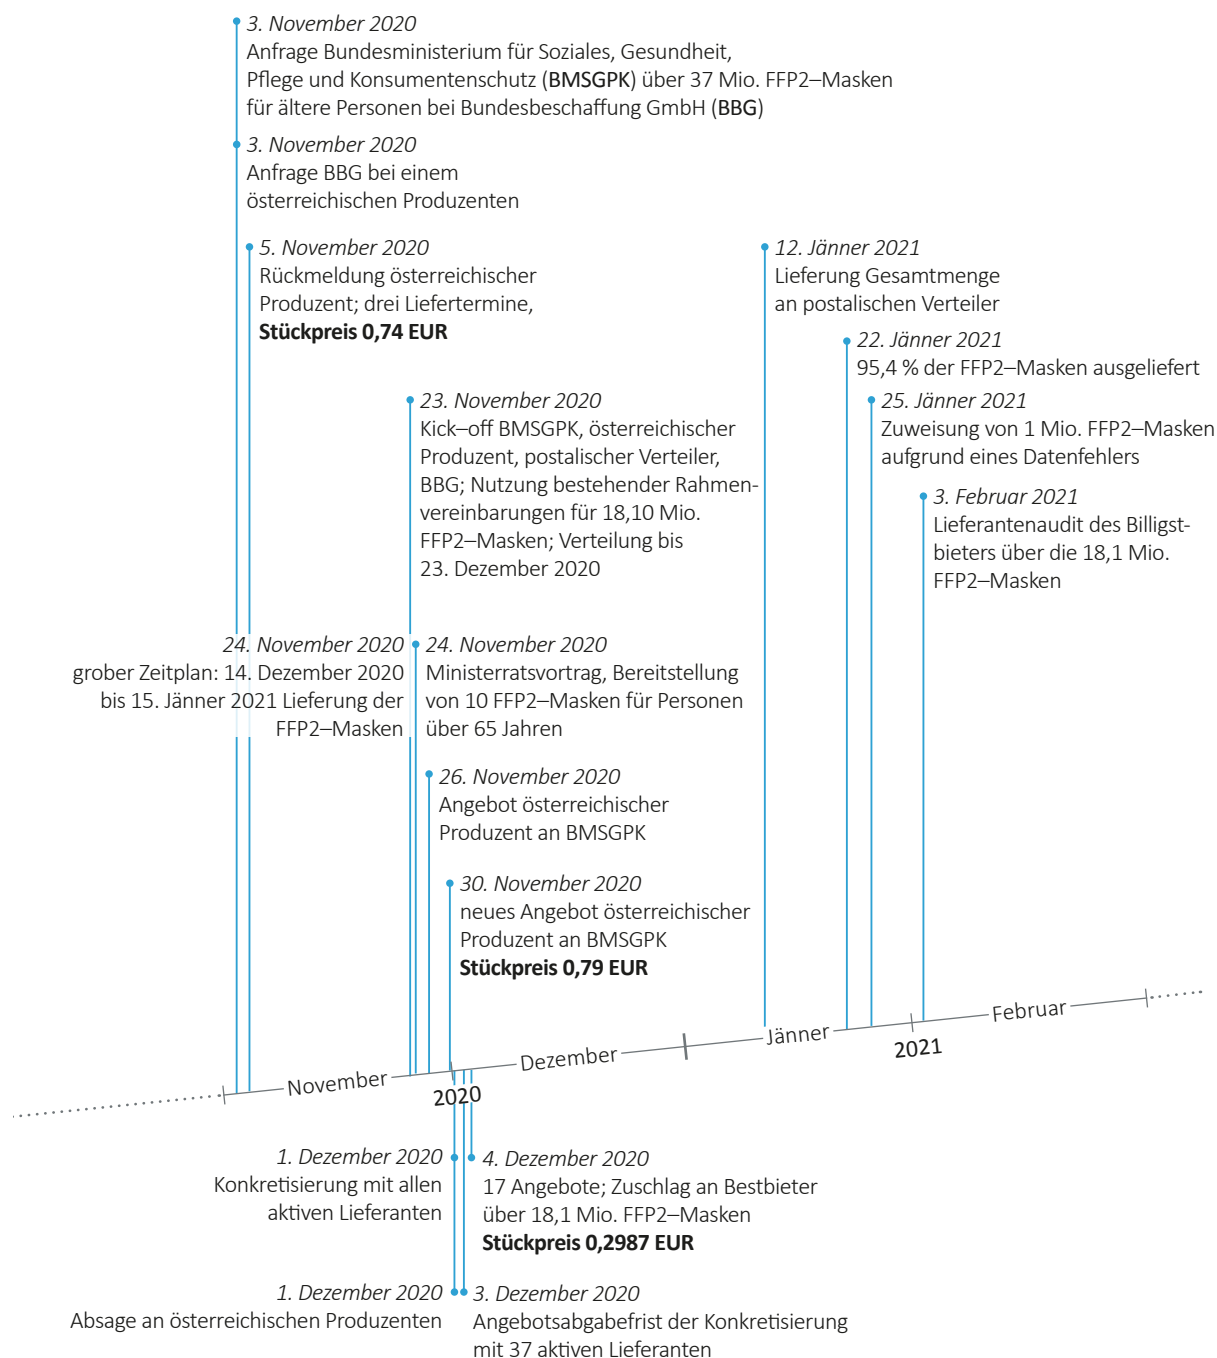 3. November 2020
Anfrage Bundesministerium für Soziales, Gesundheit,
Pflege und Konsumentenschutz (BMSGPK) über 37 Mio. FFP2–Masken
für ältere Personen bei Bundesbeschaffung GmbH (BBG)
3. November 2020
Anfrage BBG bei einem
österreichischen Produzenten
5. November 2020
Rückmeldung österreichischer
Produzent; drei Liefertermine,
Stückpreis 0,74 EUR
12. Jänner 2021
Lieferung Gesamtmenge
an postalischen Verteiler
22. Jänner 2021
95,4 % der FFP2–Masken ausgeliefert
25. Jänner 2021
Zuweisung von 1 Mio. FFP2–Masken
aufgrund eines Datenfehlers
3. Februar 2021
Lieferantenaudit des Billigst-
bieters über die 18,1 Mio.
FFP2–Masken
23. November 2020
Kick–off BMSGPK, österreichischer
Produzent, postalischer Verteiler,
BBG; Nutzung bestehender Rahmen-
vereinbarungen für 18,10 Mio.
FFP2–Masken; Verteilung bis
23. Dezember 2020
24. November 2020
grober Zeitplan: 14. Dezember 2020
bis 15. Jänner 2021 Lieferung der
FFP2–Masken
24. November 2020
Ministerratsvortrag, Bereitstellung
von 10 FFP2–Masken für Personen
über 65 Jahren
26. November 2020
Angebot österreichischer
Produzent an BMSGPK
30. November 2020
neues Angebot österreichischer
Produzent an BMSGPK
Stückpreis 0,79 EUR
November
Dezember
Jänner
Februar
2020
2021
1. Dezember 2020
Konkretisierung mit allen
aktiven Lieferanten
4. Dezember 2020
17 Angebote; Zuschlag an Bestbieter
über 18,1 Mio. FFP2–Masken
Stückpreis 0,2987 EUR
1. Dezember 2020
Absage an österreichischen Produzenten
3. Dezember 2020
Angebotsabgabefrist der Konkretisierung
mit 37 aktiven Lieferanten